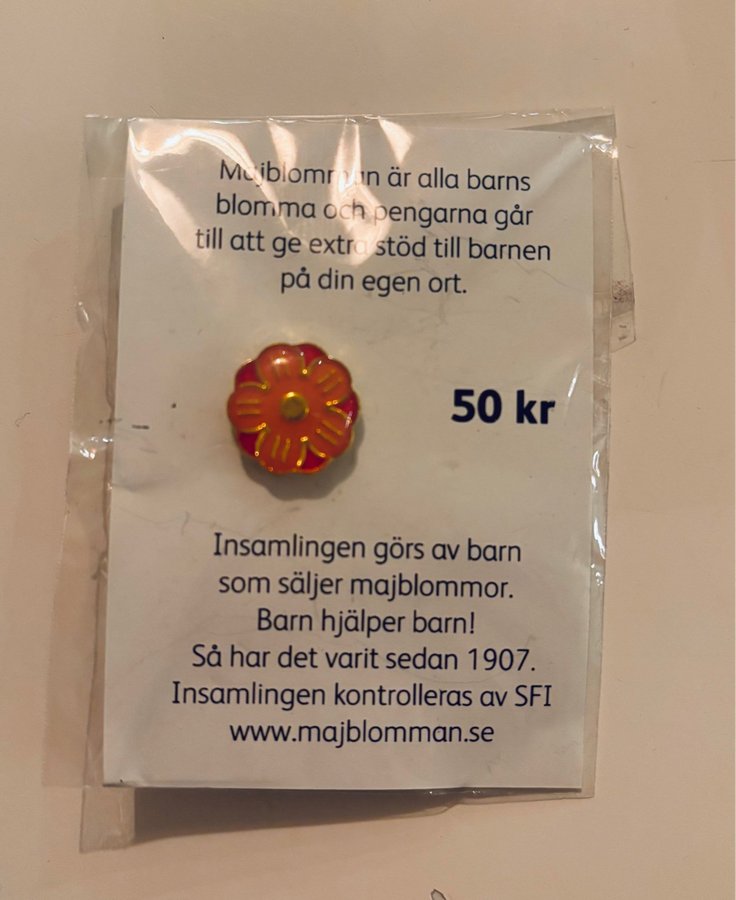 Majblomman är alla barns
blomma och pengarna går
till att ge extra stöd till barnen
på din egen ort.
50 kr
Insamlingen görs av barn
som säljer majblommor.
Barn hjälper barn!
Så har det varit sedan 1907.
Insamlingen kontrolleras av SFI
www.majblomman.se